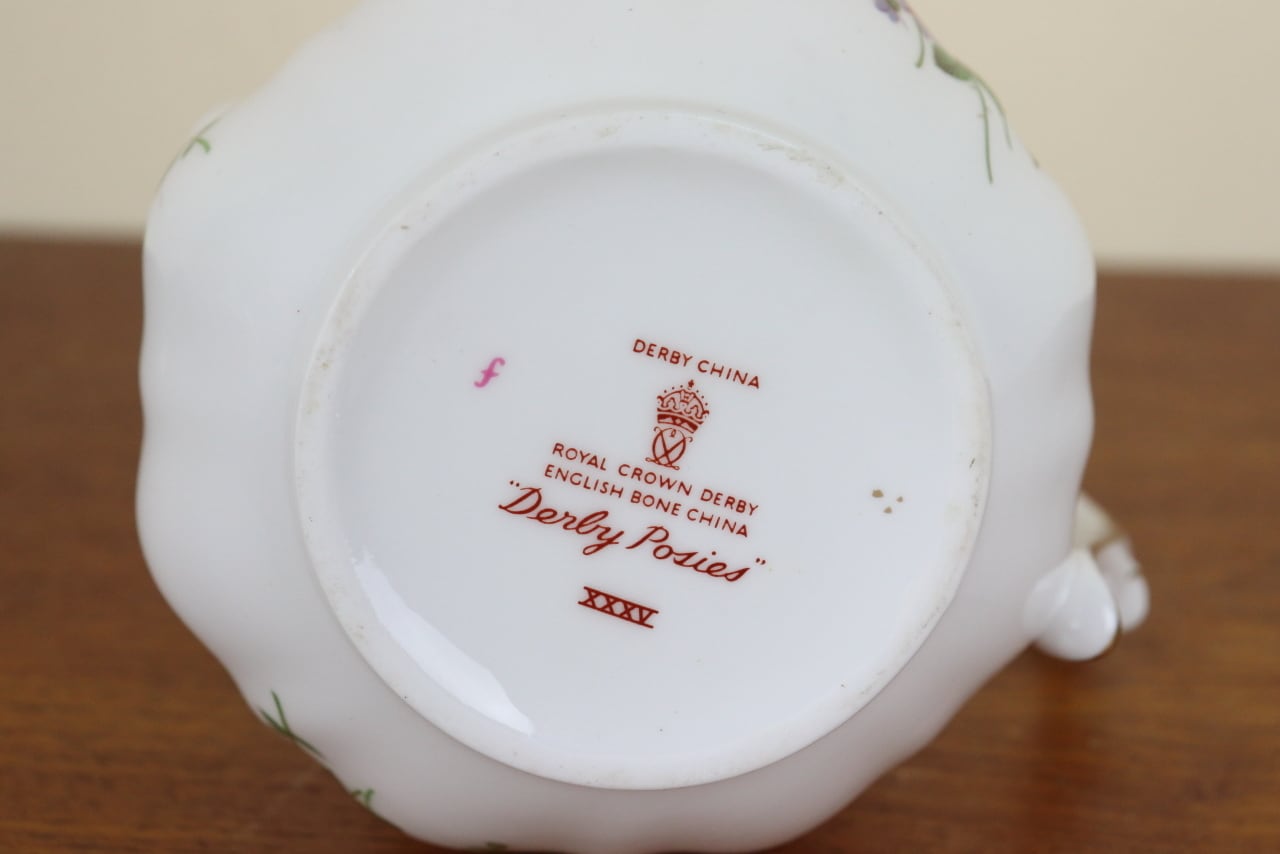 f
DERBY CHINA
ROYAL CROWN DERBY
ENGLISH BONE CHINA
"Derby Posies"
XXXV